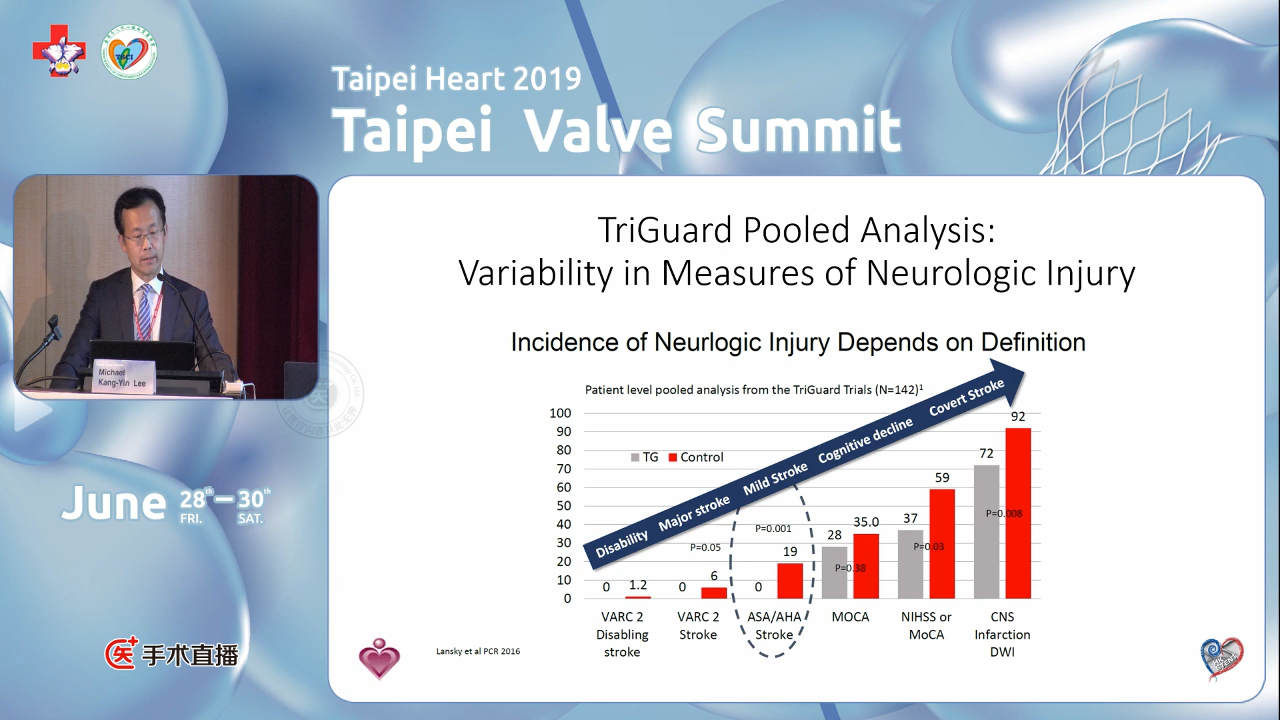 Taipei Heart 2019
Taipei Valve Summit
Michael
Kang-Yin Lee
June 28th–30th
FRI. SAT.
手术直播
TriGuard Pooled Analysis:
Variability in Measures of Neurologic Injury
Incidence of Neurlogic Injury Depends on Definition
Patient level pooled analysis from the TriGuard Trials (N=142)1
100
90
80
70
60
50
40
30
20
10
0
TG Control
Disability Major stroke Mild Stroke Cognitive decline Covert Stroke
0 1.2
P=0.05
0 6
P=0.001
0 19
28 35.0
P=0.38
37 59
P=0.03
72 92
P=0.008
VARC 2
Disabling
stroke
VARC 2
Stroke
ASA/AHA
Stroke
MOCA
NIHSS or
MoCA
CNS
Infarction
DWI
Lansky et al PCR 2016